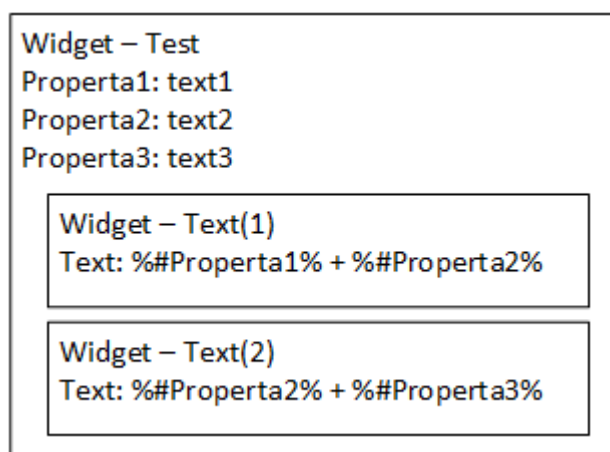 Widget – Test
Properta1: text1
Properta2: text2
Properta3: text3
Widget – Text(1)
Text: %#Properta1% + %#Properta2%
Widget – Text(2)
Text: %#Properta2% + %#Properta3%